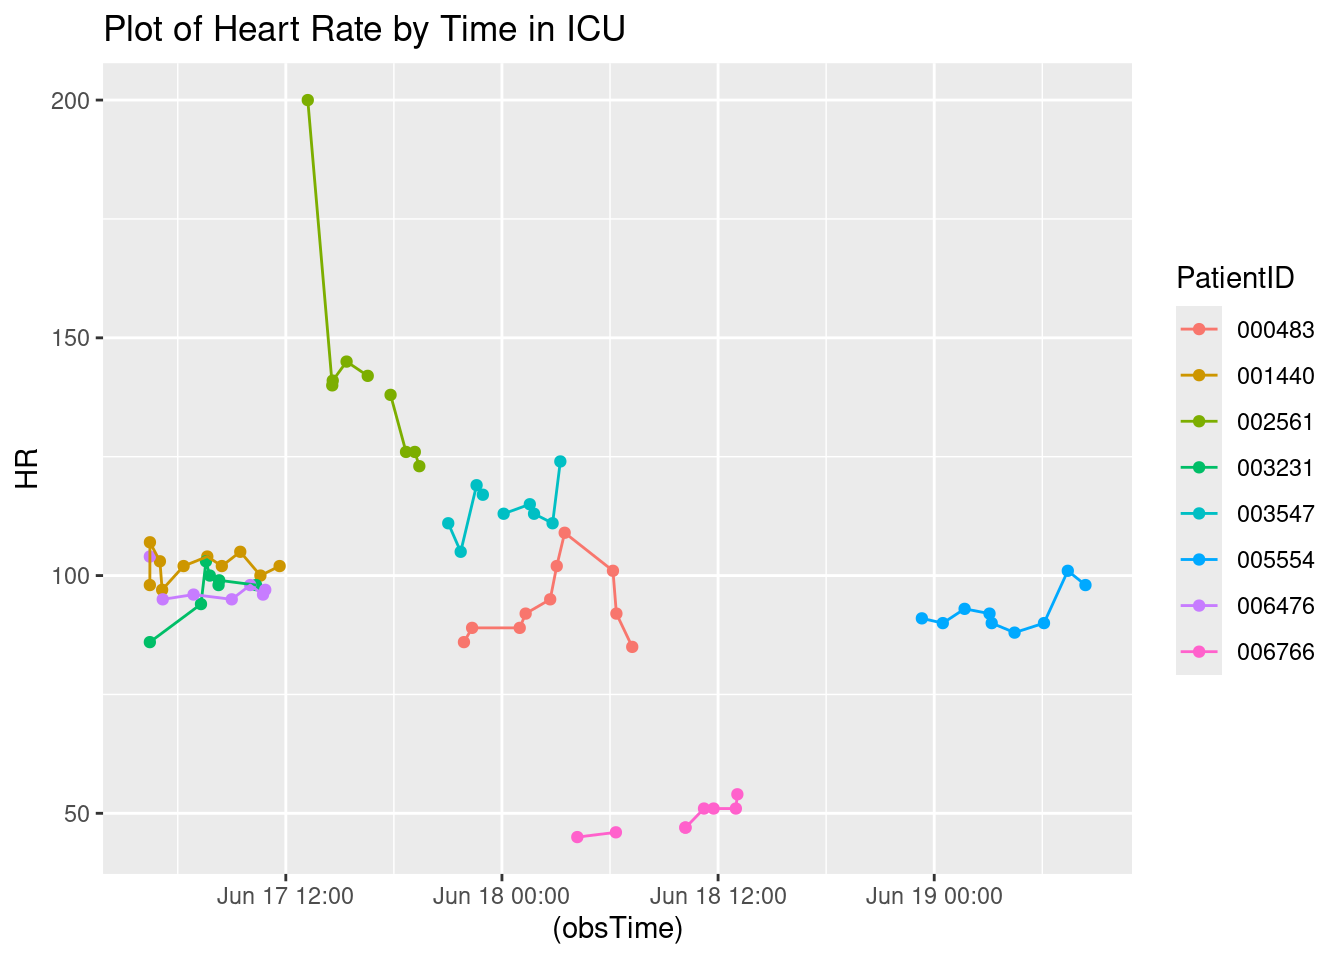 Plot of Heart Rate by Time in ICU
200
150
100
50
HR
Jun 17 12:00
Jun 18 00:00
Jun 18 12:00
Jun 19 00:00
(obsTime)
PatientID
000483
001440
002561
003231
003547
005554
006476
006766